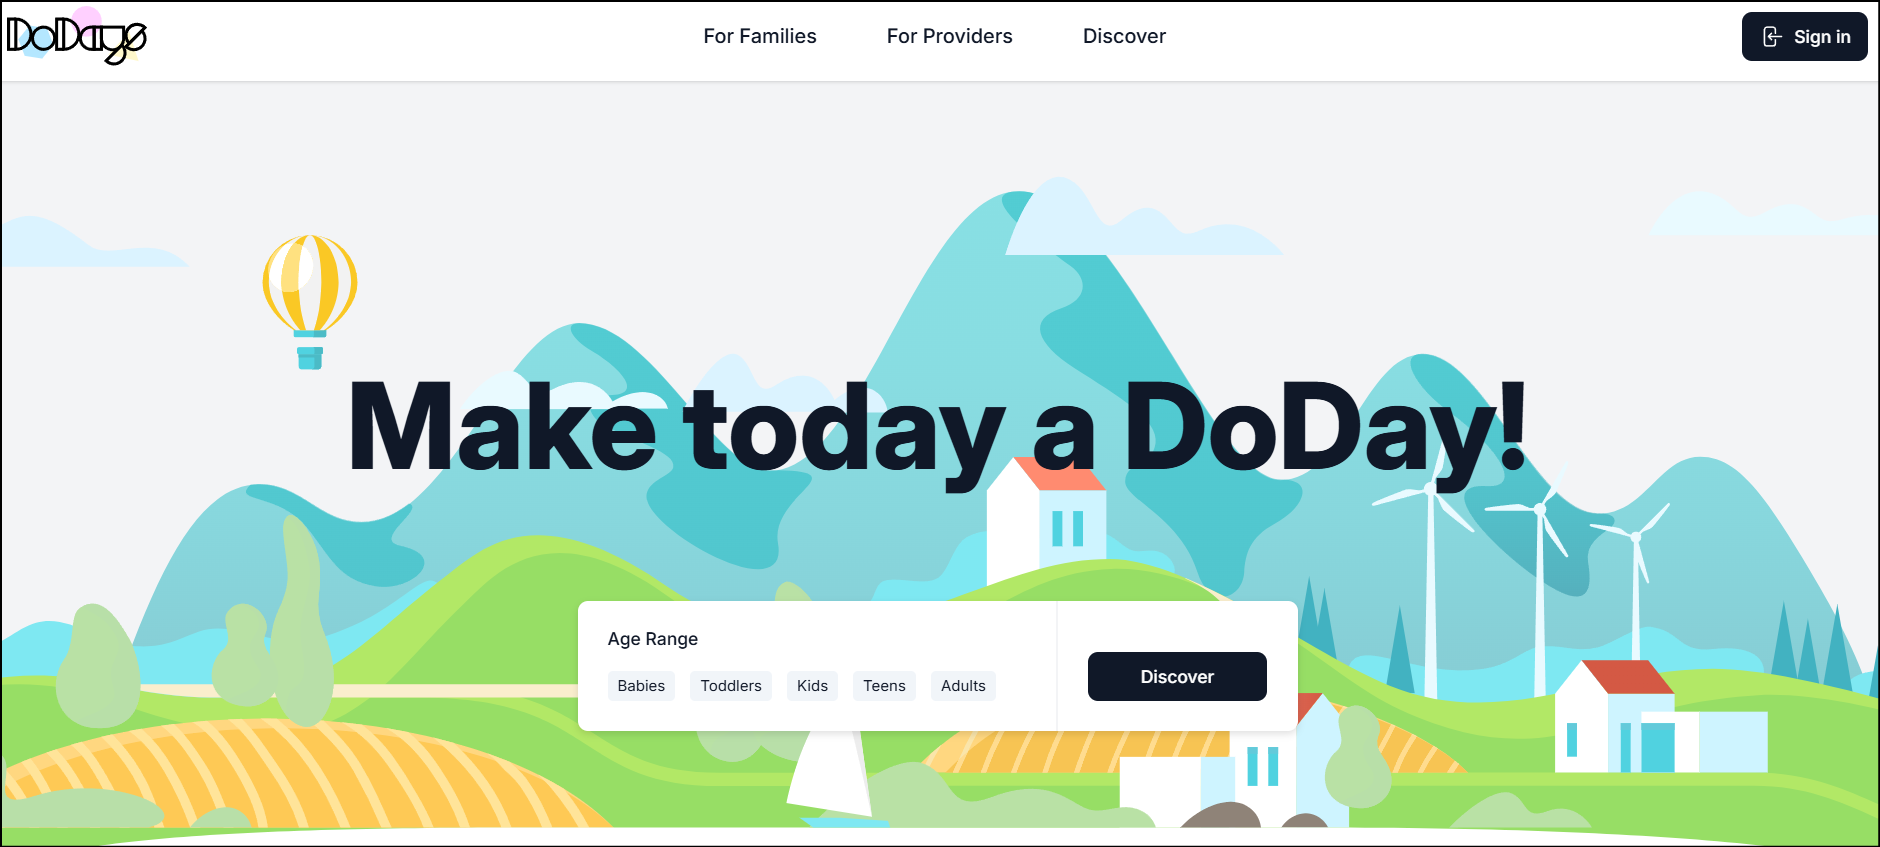 DoDays
For Families
For Providers
Discover
Sign in
Make today a DoDay!
Age Range
Babies
Toddlers
Kids
Teens
Adults
Discover